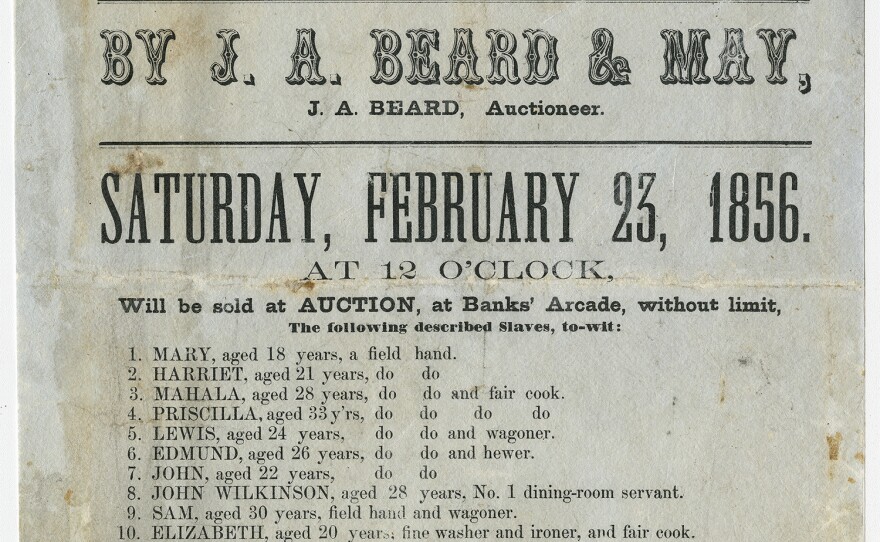 BY J. A. BEARD & MAY,
J. A. BEARD, Auctioneer.
SATURDAY, FEBRUARY 23, 1856.
AT 12 O'CLOCK,
Will be sold at AUCTION, at Banks' Arcade, without limit,
The following described Slaves, to-wit:
1. MARY, aged 18 years, a field hand.
2. HARRIET, aged 21 years, do do
3. MAHALA, aged 28 years, do do and fair cook.
4. PRISCILLA, aged 33 y'rs, do do do do
5. LEWIS, aged 24 years, do do and wagoner.
6. EDMUND, aged 26 years, do do and hewer.
7. JOHN, aged 22 years, do do
8. JOHN WILKINSON, aged 28 years, No. 1 dining-room servant.
9. SAM, aged 30 years, field hand and wagoner.
10. ELIZABETH, aged 20 years; fine washer and ironer, and fair cook.